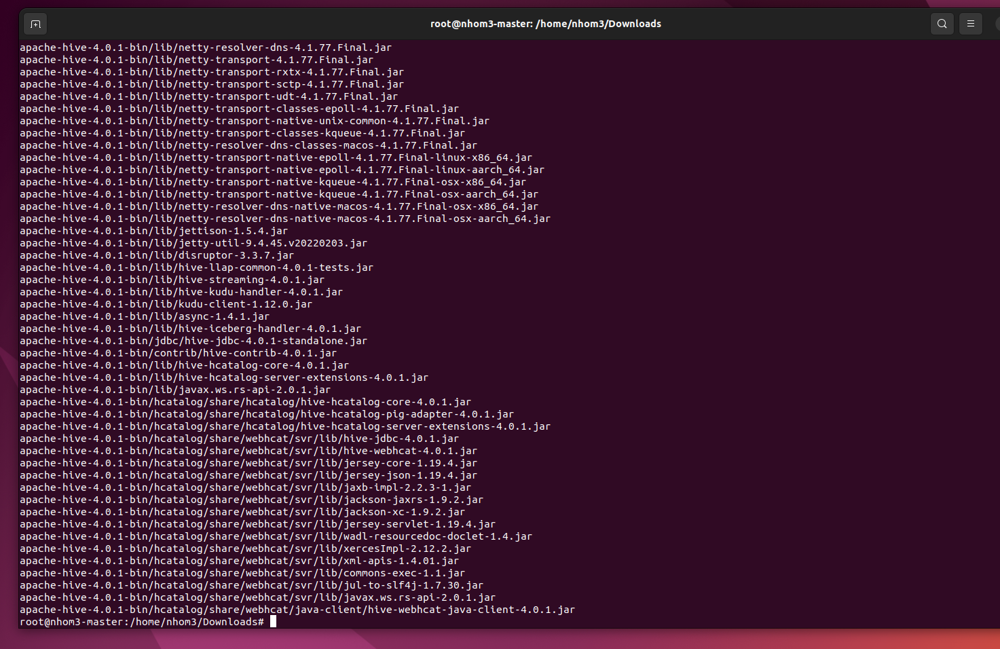 root@nhom3-master: /home/nhom3/Downloads
apache-hive-4.0.1-bin/lib/netty-resolver-dns-4.1.77.Final.jar
apache-hive-4.0.1-bin/lib/netty-transport-4.1.77.Final.jar
apache-hive-4.0.1-bin/lib/netty-transport-rxtx-4.1.77.Final.jar
apache-hive-4.0.1-bin/lib/netty-transport-sctp-4.1.77.Final.jar
apache-hive-4.0.1-bin/lib/netty-transport-udt-4.1.77.Final.jar
apache-hive-4.0.1-bin/lib/netty-transport-classes-epoll-4.1.77.Final.jar
apache-hive-4.0.1-bin/lib/netty-transport-native-unix-common-4.1.77.Final.jar
apache-hive-4.0.1-bin/lib/netty-transport-classes-kqueue-4.1.77.Final.jar
apache-hive-4.0.1-bin/lib/netty-resolver-dns-classes-macos-4.1.77.Final.jar
apache-hive-4.0.1-bin/lib/netty-transport-native-epoll-4.1.77.Final-linux-x86_64.jar
apache-hive-4.0.1-bin/lib/netty-transport-native-epoll-4.1.77.Final-linux-aarch_64.jar
apache-hive-4.0.1-bin/lib/netty-transport-native-kqueue-4.1.77.Final-osx-x86_64.jar
apache-hive-4.0.1-bin/lib/netty-transport-native-kqueue-4.1.77.Final-osx-aarch_64.jar
apache-hive-4.0.1-bin/lib/netty-resolver-dns-native-macos-4.1.77.Final-osx-x86_64.jar
apache-hive-4.0.1-bin/lib/netty-resolver-dns-native-macos-4.1.77.Final-osx-aarch_64.jar
apache-hive-4.0.1-bin/lib/jettison-1.5.4.jar
apache-hive-4.0.1-bin/lib/jetty-util-9.4.45.v20220203.jar
apache-hive-4.0.1-bin/lib/disruptor-3.3.7.jar
apache-hive-4.0.1-bin/lib/hive-llap-common-4.0.1-tests.jar
apache-hive-4.0.1-bin/lib/hive-streaming-4.0.1.jar
apache-hive-4.0.1-bin/lib/hive-kudu-handler-4.0.1.jar
apache-hive-4.0.1-bin/lib/kudu-client-1.12.0.jar
apache-hive-4.0.1-bin/lib/async-1.4.1.jar
apache-hive-4.0.1-bin/lib/hive-iceberg-handler-4.0.1.jar
apache-hive-4.0.1-bin/jdbc/hive-jdbc-4.0.1-standalone.jar
apache-hive-4.0.1-bin/contrib/hive-contrib-4.0.1.jar
apache-hive-4.0.1-bin/lib/hive-hcatalog-core-4.0.1.jar
apache-hive-4.0.1-bin/lib/hive-hcatalog-server-extensions-4.0.1.jar
apache-hive-4.0.1-bin/lib/javax.ws.rs-api-2.0.1.jar
apache-hive-4.0.1-bin/hcatalog/share/hcatalog/hive-hcatalog-core-4.0.1.jar
apache-hive-4.0.1-bin/hcatalog/share/hcatalog/hive-hcatalog-pig-adapter-4.0.1.jar
apache-hive-4.0.1-bin/hcatalog/share/hcatalog/hive-hcatalog-server-extensions-4.0.1.jar
apache-hive-4.0.1-bin/hcatalog/share/webhcat/svr/lib/hive-jdbc-4.0.1.jar
apache-hive-4.0.1-bin/hcatalog/share/webhcat/svr/lib/hive-webhcat-4.0.1.jar
apache-hive-4.0.1-bin/hcatalog/share/webhcat/svr/lib/jersey-core-1.19.4.jar
apache-hive-4.0.1-bin/hcatalog/share/webhcat/svr/lib/jersey-json-1.19.4.jar
apache-hive-4.0.1-bin/hcatalog/share/webhcat/svr/lib/jaxb-impl-2.2.3-1.jar
apache-hive-4.0.1-bin/hcatalog/share/webhcat/svr/lib/jackson-jaxrs-1.9.2.jar
apache-hive-4.0.1-bin/hcatalog/share/webhcat/svr/lib/jackson-xc-1.9.2.jar
apache-hive-4.0.1-bin/hcatalog/share/webhcat/svr/lib/jersey-servlet-1.19.4.jar
apache-hive-4.0.1-bin/hcatalog/share/webhcat/svr/lib/wadl-resourcedoc-doclet-1.4.jar
apache-hive-4.0.1-bin/hcatalog/share/webhcat/svr/lib/xercesImpl-2.12.2.jar
apache-hive-4.0.1-bin/hcatalog/share/webhcat/svr/lib/xml-apis-1.4.01.jar
apache-hive-4.0.1-bin/hcatalog/share/webhcat/svr/lib/commons-exec-1.1.jar
apache-hive-4.0.1-bin/hcatalog/share/webhcat/svr/lib/jul-to-slf4j-1.7.30.jar
apache-hive-4.0.1-bin/hcatalog/share/webhcat/svr/lib/javax.ws.rs-api-2.0.1.jar
apache-hive-4.0.1-bin/hcatalog/share/webhcat/java-client/hive-webhcat-java-client-4.0.1.jar
root@nhom3-master:/home/nhom3/Downloads#